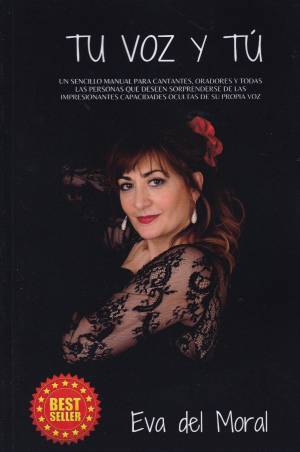 TU VOZ Y TÚ
UN SENCILLO MANUAL PARA CANTANTES, ORADORES Y TODAS
LAS PERSONAS QUE DESEEN SORPRENDERSE DE LAS
IMPRESIONANTES CAPACIDADES OCULTAS DE SU PROPIA VOZ
BEST
SELLER
Eva del Moral